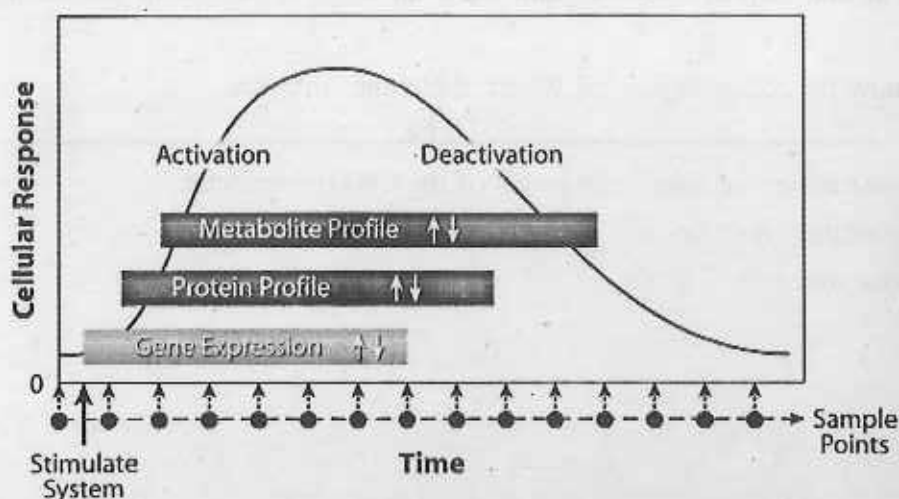 Cellular Response
Activation
Deactivation
Metabolite Profile ↑↓
Protein Profile ↑↓
Gene Expression ↑↓
0
Sample
Points
Stimulate
System
Time